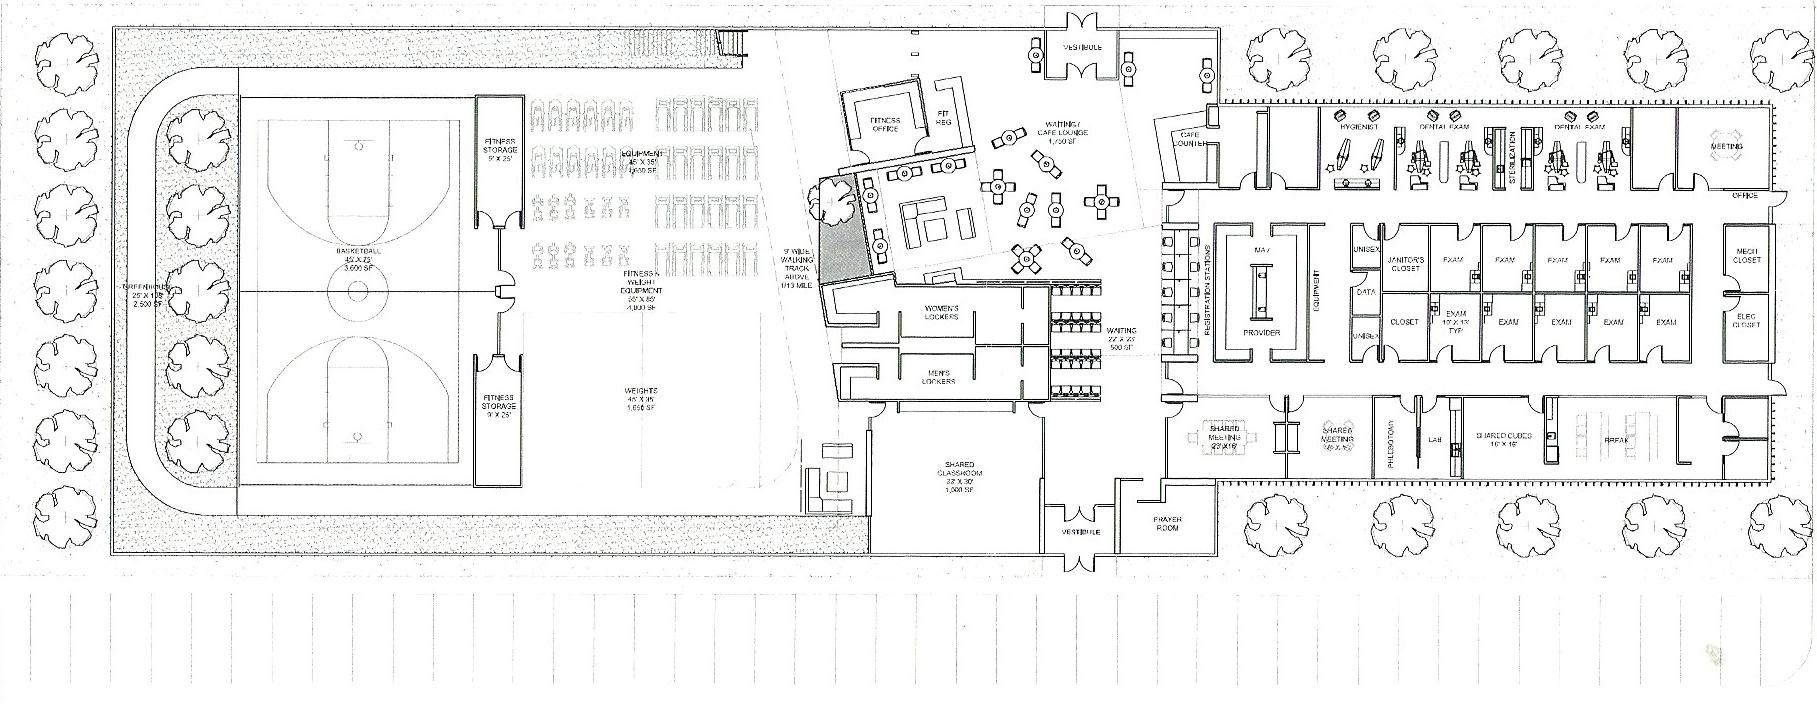 VESTIBULE
FITNESS
OFFICE
FIT
REG
WAITING /
CAFE LOUNGE
1,750 SF
CAFE
COUNTER
HYGIENIST
DENTAL EXAM
STERILIZATION
DENTAL EXAM
MEETING
OFFICE
FITNESS
STORAGE
9' X 25'
EQUIPMENT
45' X 35'
1,650 SF
BASKETBALL
45' X 75'
3,600 SF
GREENHOUSE
25' X 105'
2,500 SF
FITNESS &
WEIGHT
EQUIPMENT
55' X 85'
4,000 SF
9' WIDE
WALKING
TRACK
ABOVE
1/13 MILE
WOMEN'S
LOCKERS
MEN'S
LOCKERS
WAITING
22' X 23'
500 SF
REGISTRATION STATIONS
MA /
PROVIDER
EQUIPMENT
UNISEX
DATA
UNISEX
JANITOR'S
CLOSET
CLOSET
EXAM
EXAM
EXAM
EXAM
EXAM
EXAM
10' X 13'
TYP
EXAM
EXAM
EXAM
EXAM
MECH
CLOSET
ELEC
CLOSET
FITNESS
STORAGE
9' X 25'
WEIGHTS
45' X 35'
1,650 SF
SHARED
CLASSROOM
33' X 30'
1,000 SF
SHARED
MEETING
23' X 16'
SHARED
MEETING
PHLEBOTOMY
LAB
SHARED CUBES
16' X 16'
BREAK
VESTIBULE
PRAYER
ROOM